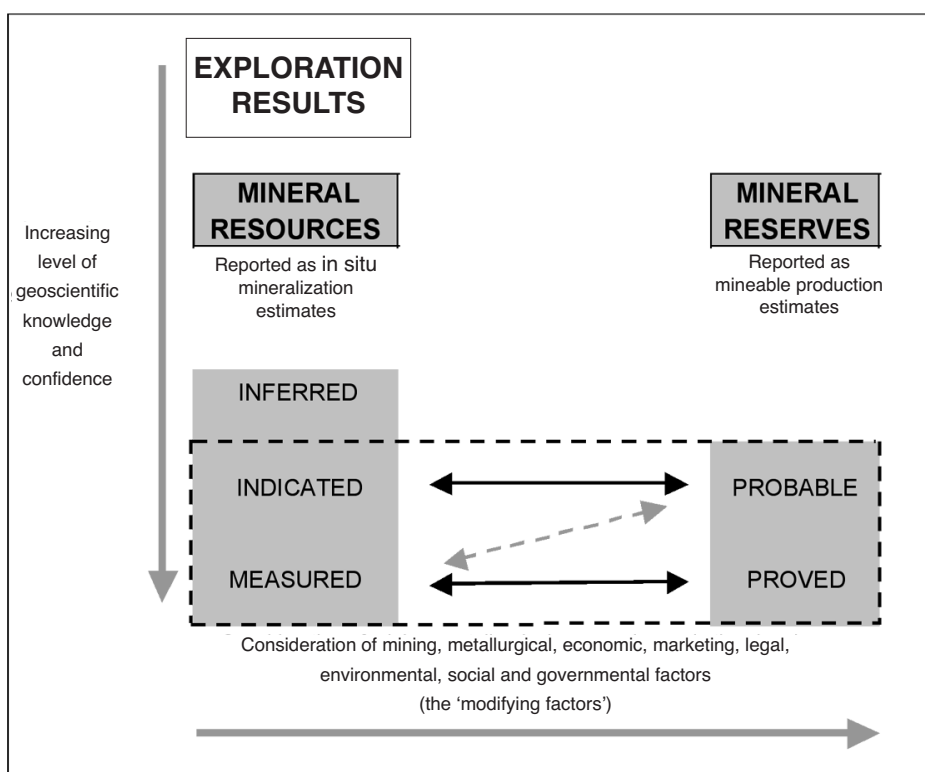 EXPLORATION
RESULTS
MINERAL
RESOURCES
Reported as in situ
mineralization
estimates
MINERAL
RESERVES
Reported as
mineable production
estimates
Increasing
level of
geoscientific
knowledge
and
confidence
INFERRED
INDICATED
PROBABLE
MEASURED
PROVED
Consideration of mining, metallurgical, economic, marketing, legal,
environmental, social and governmental factors
(the ‘modifying factors’)